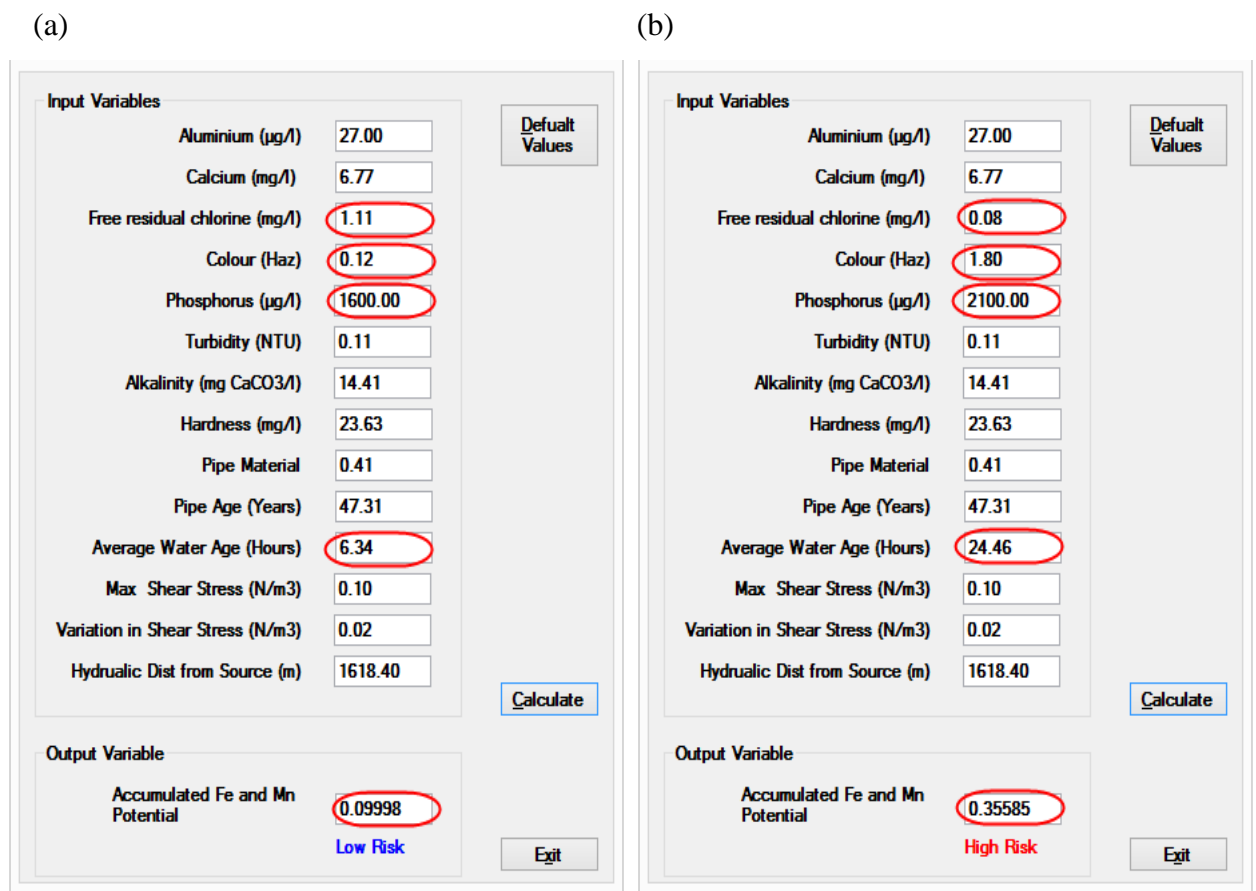 (a)
Input Variables
Defualt
Values
Aluminium (µg/l) 27.00
Calcium (mg/l) 6.77
Free residual chlorine (mg/l) 1.11
Colour (Haz) 0.12
Phosphorus (µg/l) 1600.00
Turbidity (NTU) 0.11
Alkalinity (mg CaCO3/l) 14.41
Hardness (mg/l) 23.63
Pipe Material 0.41
Pipe Age (Years) 47.31
Average Water Age (Hours) 6.34
Max Shear Stress (N/m3) 0.10
Variation in Shear Stress (N/m3) 0.02
Hydrualic Dist from Source (m) 1618.40
Calculate
Output Variable
Accumulated Fe and Mn
Potential 0.09998
Low Risk
Exit
(b)
Input Variables
Defualt
Values
Aluminium (µg/l) 27.00
Calcium (mg/l) 6.77
Free residual chlorine (mg/l) 0.08
Colour (Haz) 1.80
Phosphorus (µg/l) 2100.00
Turbidity (NTU) 0.11
Alkalinity (mg CaCO3/l) 14.41
Hardness (mg/l) 23.63
Pipe Material 0.41
Pipe Age (Years) 47.31
Average Water Age (Hours) 24.46
Max Shear Stress (N/m3) 0.10
Variation in Shear Stress (N/m3) 0.02
Hydrualic Dist from Source (m) 1618.40
Calculate
Output Variable
Accumulated Fe and Mn
Potential 0.35585
High Risk
Exit